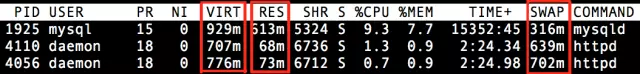 PID USER PR NI VIRT RES SHR S %CPU %MEM TIME+ SWAP COMMAND
1925 mysql 15 0 929m 613m 5324 S 9.3 7.7 15352:45 316m mysqld
4110 daemon 18 0 707m 68m 6736 S 1.3 0.9 2:24.34 639m httpd
4056 daemon 18 0 776m 73m 6712 S 0.7 0.9 2:24.98 702m httpd